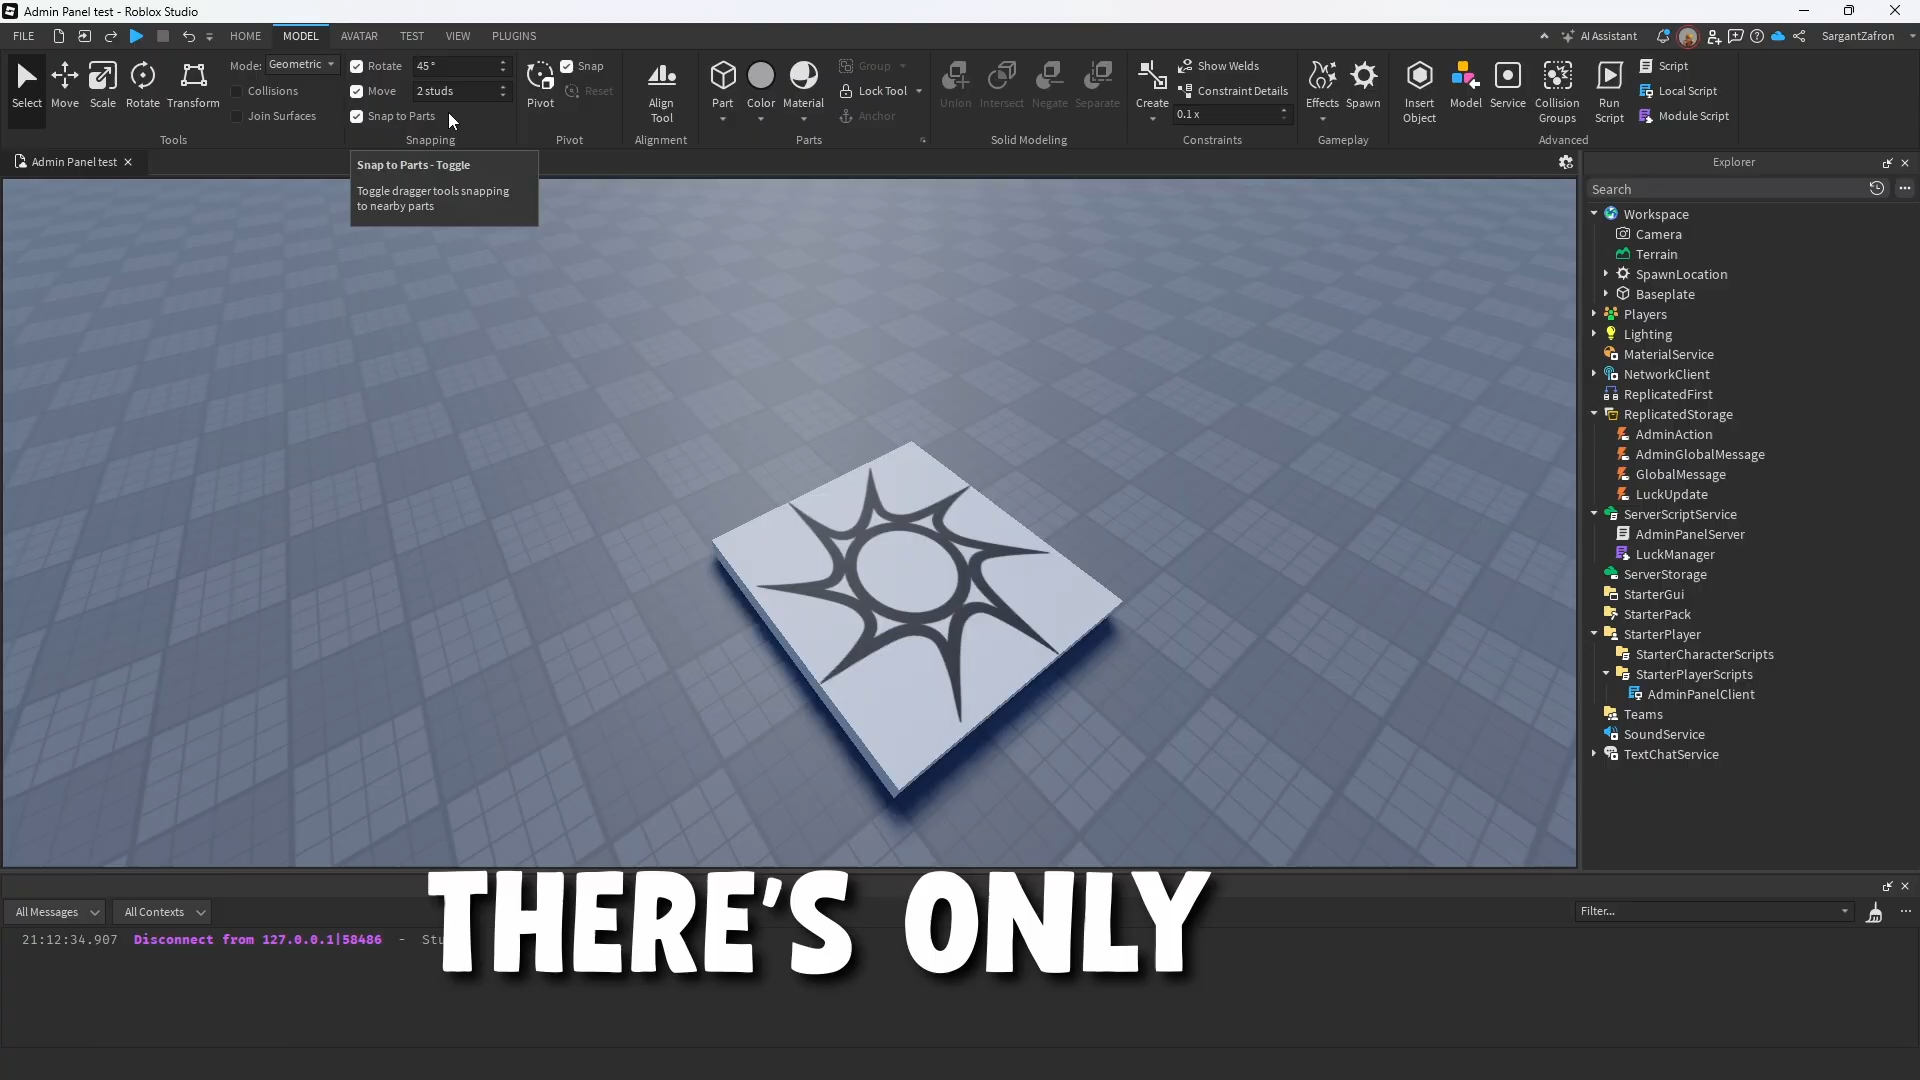 Admin Panel test - Roblox Studio
FILE HOME MODEL AVATAR TEST VIEW PLUGINS AI Assistant SargantZafron
Select Move Scale Rotate Transform
Mode: Geometric
Collisions
Join Surfaces
Tools
Rotate 45°
Move 2 studs
Snap to Parts
Snapping
Pivot Snap
Reset
Pivot
Align
Tool
Alignment
Part Color Material
Group
Lock Tool
Anchor
Parts
Union Intersect Negate Separate
Solid Modeling
Create Show Welds
Constraint Details
0.1 x
Constraints
Effects Spawn
Gameplay
Insert
Object
Model Service
Collision
Groups
Run
Script
Script
Local Script
Module Script
Advanced
Admin Panel test
Snap to Parts - Toggle
Toggle dragger tools snapping
to nearby parts
Explorer
Search
Workspace
Camera
Terrain
SpawnLocation
Baseplate
Players
Lighting
MaterialService
NetworkClient
ReplicatedFirst
ReplicatedStorage
AdminAction
AdminGlobalMessage
GlobalMessage
LuckUpdate
ServerScriptService
AdminPanelServer
LuckManager
ServerStorage
StarterGui
StarterPack
StarterPlayer
StarterCharacterScripts
StarterPlayerScripts
AdminPanelClient
Teams
SoundService
TextChatService
All Messages All Contexts Filter...
21:12:34.907 Disconnect from 127.0.0.1|58486 - Stu
THERE'S ONLY